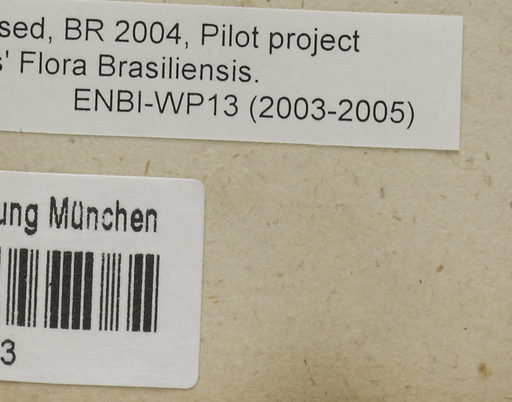 sed, BR 2004, Pilot project
s' Flora Brasiliensis.
ENBI-WP13 (2003-2005)
ung München
3